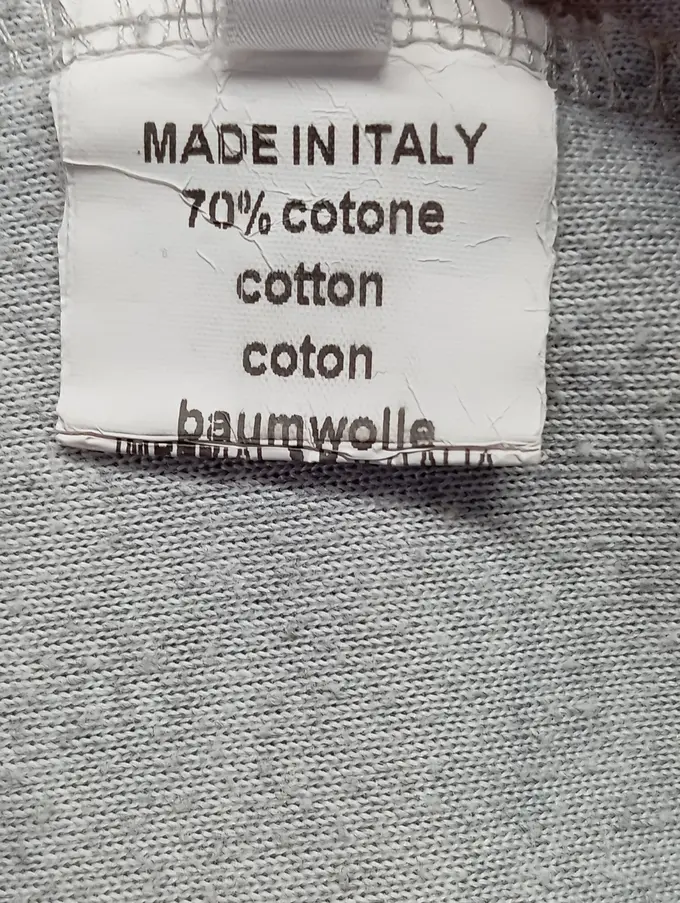 MADE IN ITALY
70% cotone
cotton
coton
baumwolle